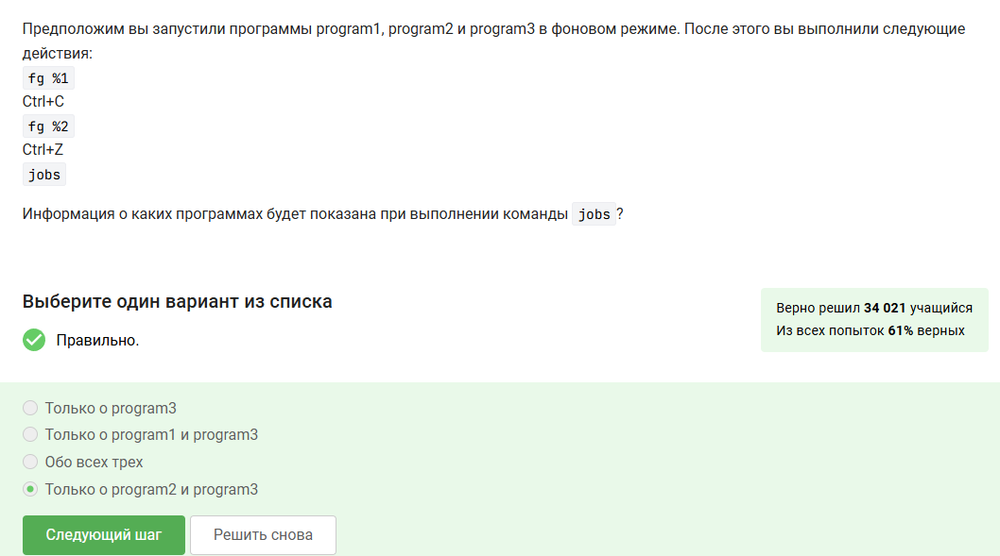 Предположим вы запустили программы program1, program2 и program3 в фоновом режиме. После этого вы выполнили следующие
действия:
fg %1
Ctrl+C
fg %2
Ctrl+Z
jobs
Информация о каких программах будет показана при выполнении команды jobs?
Выберите один вариант из списка
Правильно.
Верно решил 34 021 учащийся
Из всех попыток 61% верных
Только о program3
Только о program1 и program3
Обо всех трех
Только о program2 и program3
Следующий шаг
Решить снова